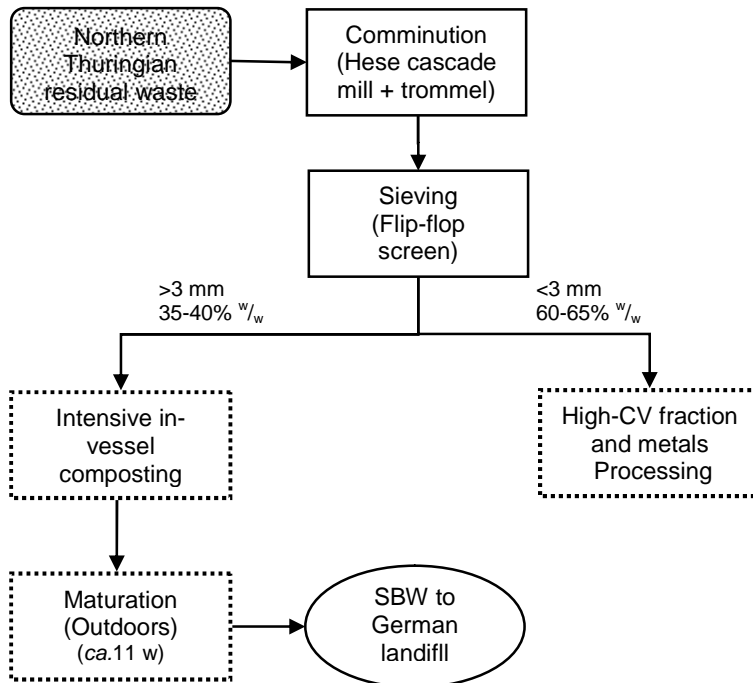 Northern
Thuringian
residual waste
Comminution
(Hese cascade
mill + trommel)
Sieving
(Flip-flop
screen)
>3 mm
35-40% w/w
<3 mm
60-65% w/w
Intensive in-
vessel
composting
High-CV fraction
and metals
Processing
Maturation
(Outdoors)
(ca.11 w)
SBW to
German
landifll